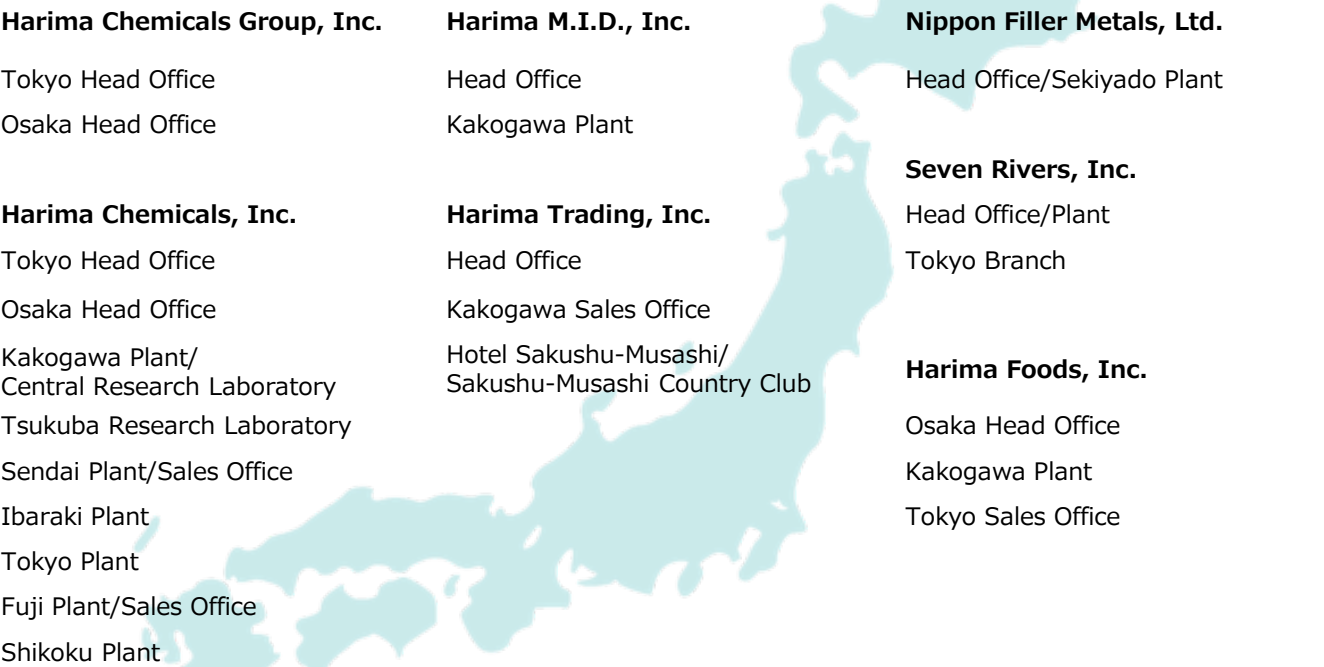 Harima Chemicals Group, Inc.
Tokyo Head Office
Osaka Head Office
Harima Chemicals, Inc.
Tokyo Head Office
Osaka Head Office
Kakogawa Plant/
Central Research Laboratory
Tsukuba Research Laboratory
Sendai Plant/Sales Office
Ibaraki Plant
Tokyo Plant
Fuji Plant/Sales Office
Shikoku Plant
Harima M.I.D., Inc.
Head Office
Kakogawa Plant
Harima Trading, Inc.
Head Office
Kakogawa Sales Office
Hotel Sakushu-Musashi/
Sakushu-Musashi Country Club
Nippon Filler Metals, Ltd.
Head Office/Sekiyado Plant
Seven Rivers, Inc.
Head Office/Plant
Tokyo Branch
Harima Foods, Inc.
Osaka Head Office
Kakogawa Plant
Tokyo Sales Office